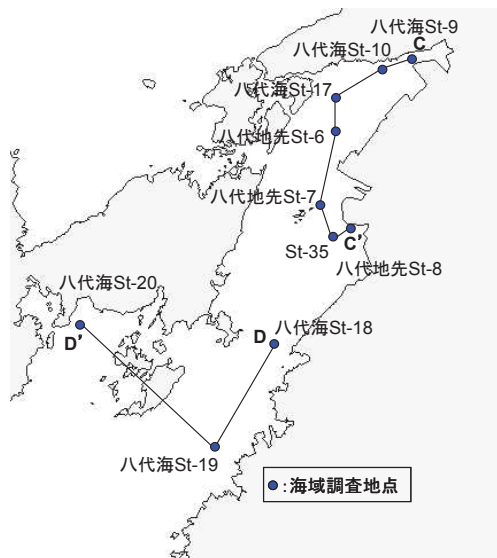 八代海St-9
C
八代海St-10
八代海St-17
八代地先St-6
八代地先St-7
C’
St-35
八代地先St-8
八代海St-20
D’
D
八代海St-18
八代海St-19
:海域調査地点